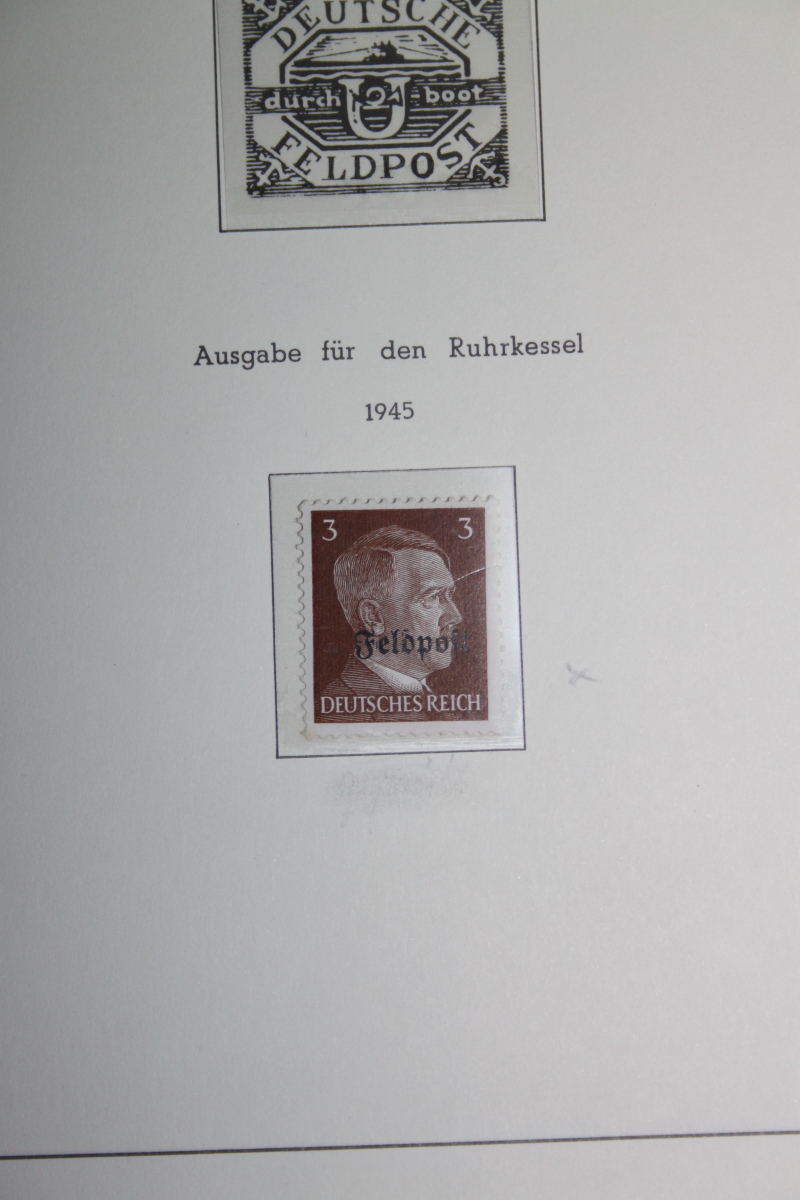 DEUTSCHE
durch U boot
FELDPOST
Ausgabe für den Ruhrkessel
1945
3 3
Feldpost
DEUTSCHES REICH